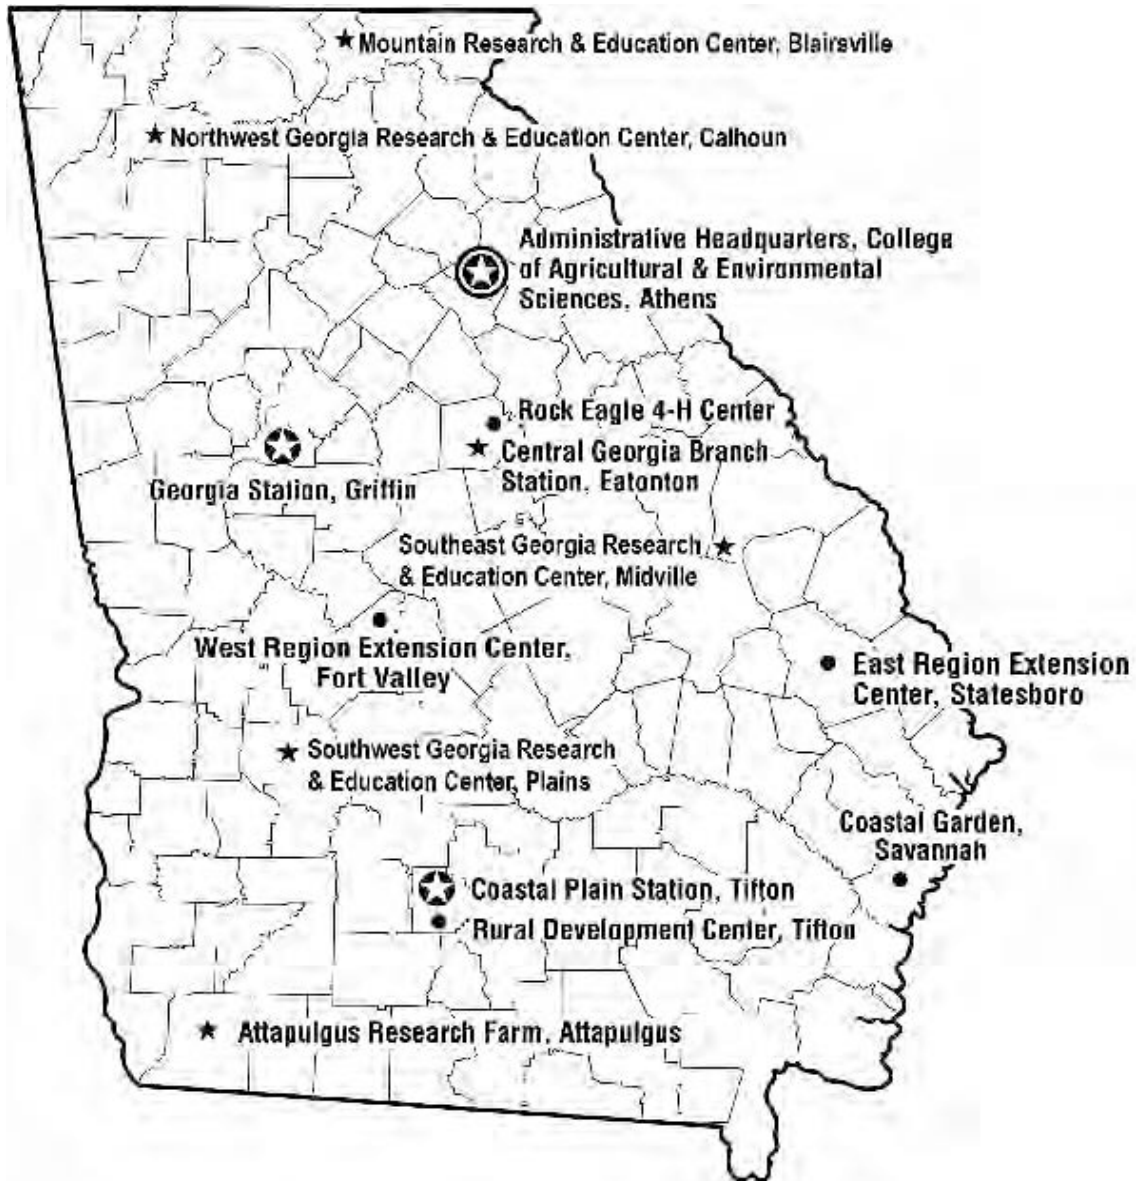 Mountain Research & Education Center, Blairsville
Northwest Georgia Research & Education Center, Calhoun
Administrative Headquarters, College
of Agricultural & Environmental
Sciences, Athens
Rock Eagle 4-H Center
Central Georgia Branch
Station, Eatonton
Georgia Station, Griffin
Southeast Georgia Research
& Education Center, Midville
West Region Extension Center,
Fort Valley
East Region Extension
Center, Statesboro
Southwest Georgia Research
& Education Center, Plains
Coastal Garden,
Savannah
Coastal Plain Station, Tifton
Rural Development Center, Tifton
Attapulgus Research Farm, Attapulgus